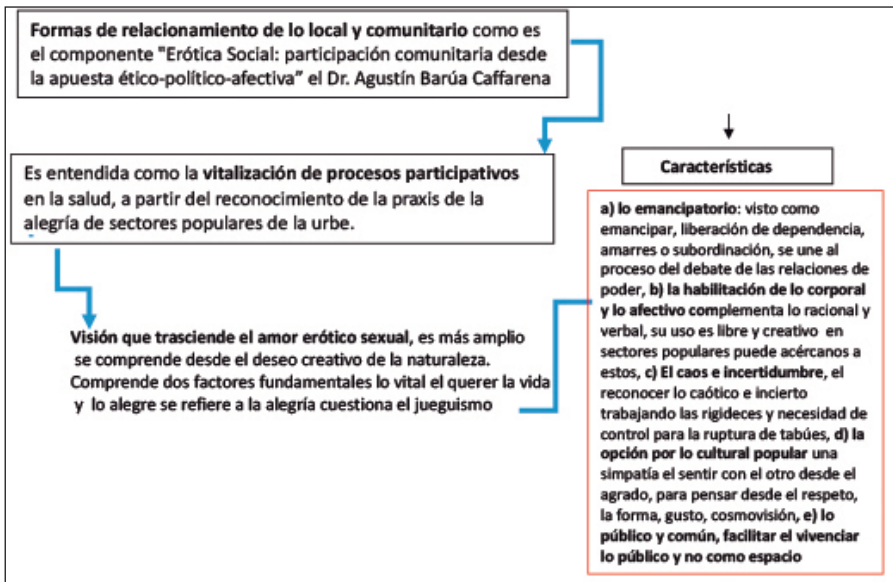 Formas de relacionamiento de lo local y comunitario como es
el componente "Erótica Social: participación comunitaria desde
la apuesta ético-político-afectiva” el Dr. Agustín Barúa Caffarena
Es entendida como la vitalización de procesos participativos
en la salud, a partir del reconocimiento de la praxis de la
alegría de sectores populares de la urbe.
Visión que trasciende el amor erótico sexual, es más amplio
se comprende desde el deseo creativo de la naturaleza.
Comprende dos factores fundamentales lo vital el querer la vida
y lo alegre se refiere a la alegría cuestiona el jueguismo
Características
a) lo emancipatorio: visto como
emancipar, liberación de dependencia,
amarres o subordinación, se une al
proceso del debate de las relaciones de
poder, b) la habilitación de lo corporal
y lo afectivo complementa lo racional y
verbal, su uso es libre y creativo en
sectores populares puede acércanos a
estos, c) El caos e incertidumbre, el
reconocer lo caótico e incierto
trabajando las rigideces y necesidad de
control para la ruptura de tabúes, d) la
opción por lo cultural popular una
simpatía el sentir con el otro desde el
agrado, para pensar desde el respeto,
la forma, gusto, cosmovisión, e) lo
público y común, facilitar el vivenciar
lo público y no como espacio